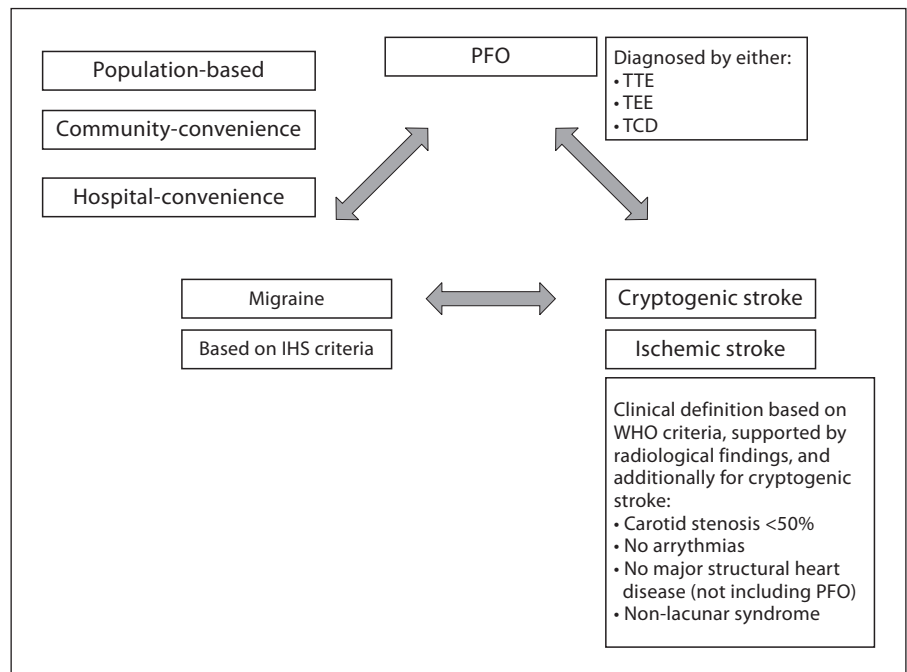 Population-based
Community-convenience
Hospital-convenience
PFO
Diagnosed by either:
• TTE
• TEE
• TCD
Migraine
Based on IHS criteria
Cryptogenic stroke
Ischemic stroke
Clinical definition based on
WHO criteria, supported by
radiological findings, and
additionally for cryptogenic
stroke:
• Carotid stenosis <50%
• No arrythmias
• No major structural heart
disease (not including PFO)
• Non-lacunar syndrome